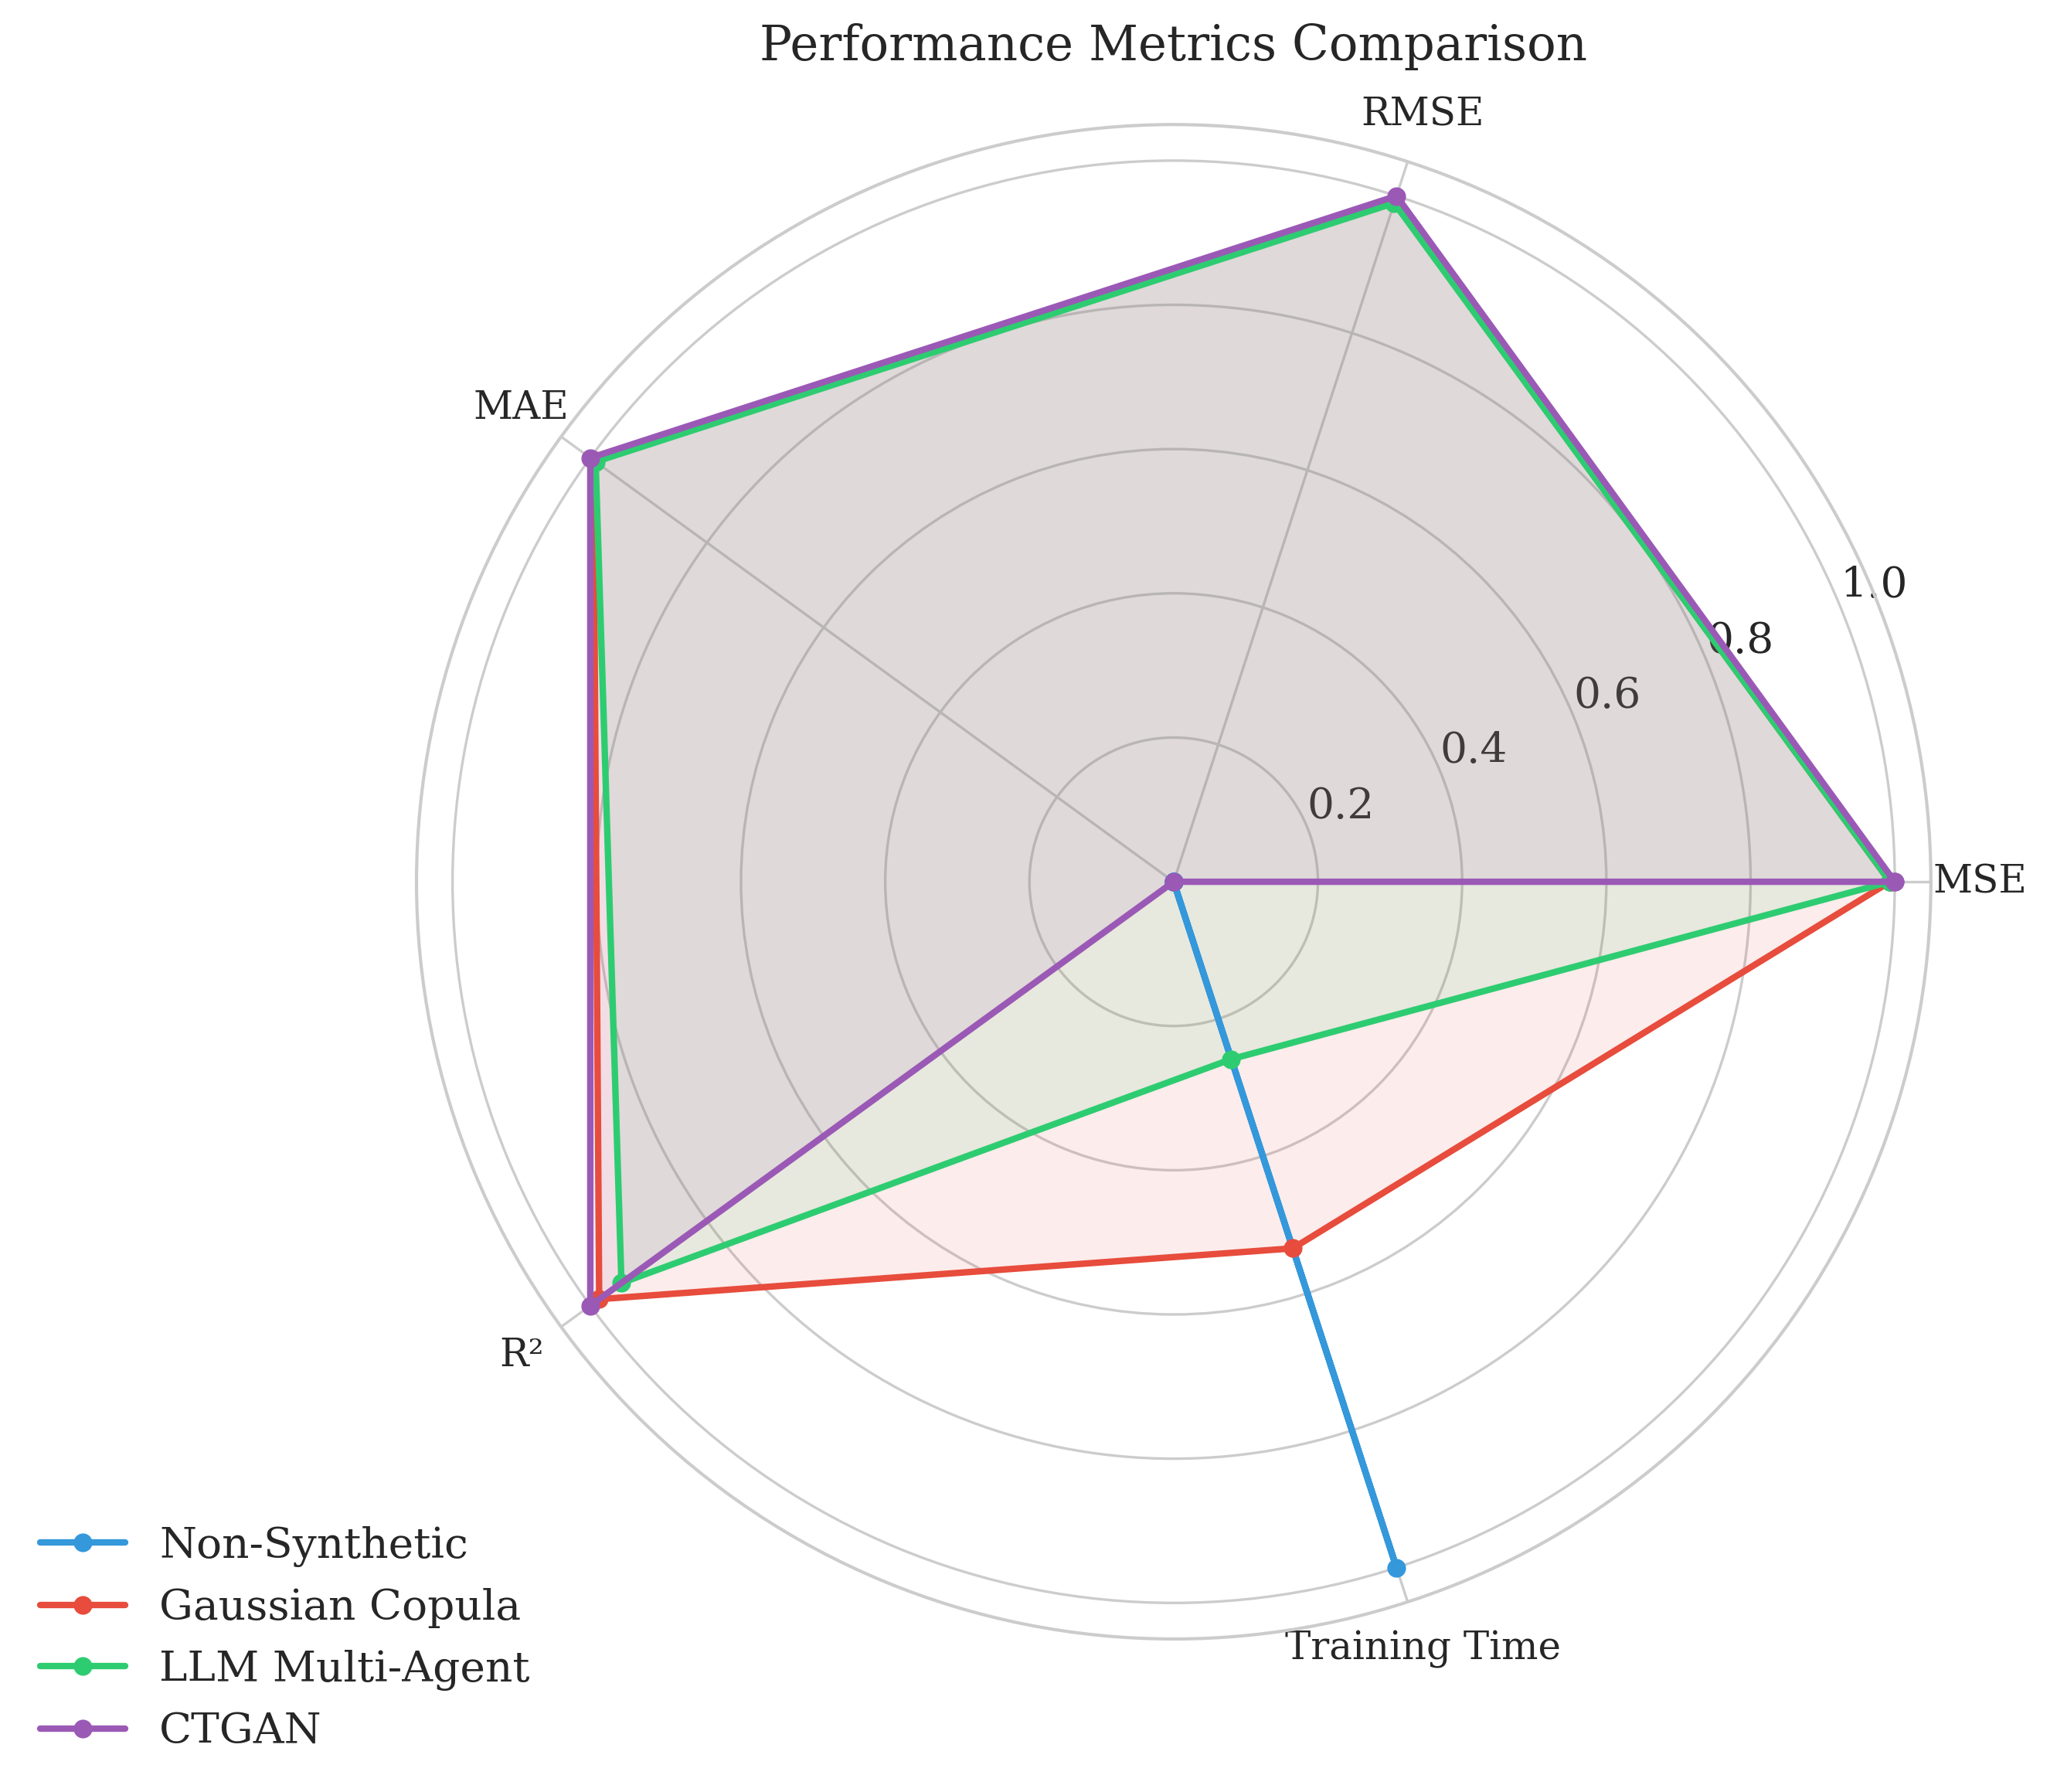 Performance Metrics Comparison
RMSE
MAE
1.0
0.8
0.6
0.4
0.2
MSE
R²
Training Time
Non-Synthetic
Gaussian Copula
LLM Multi-Agent
CTGAN